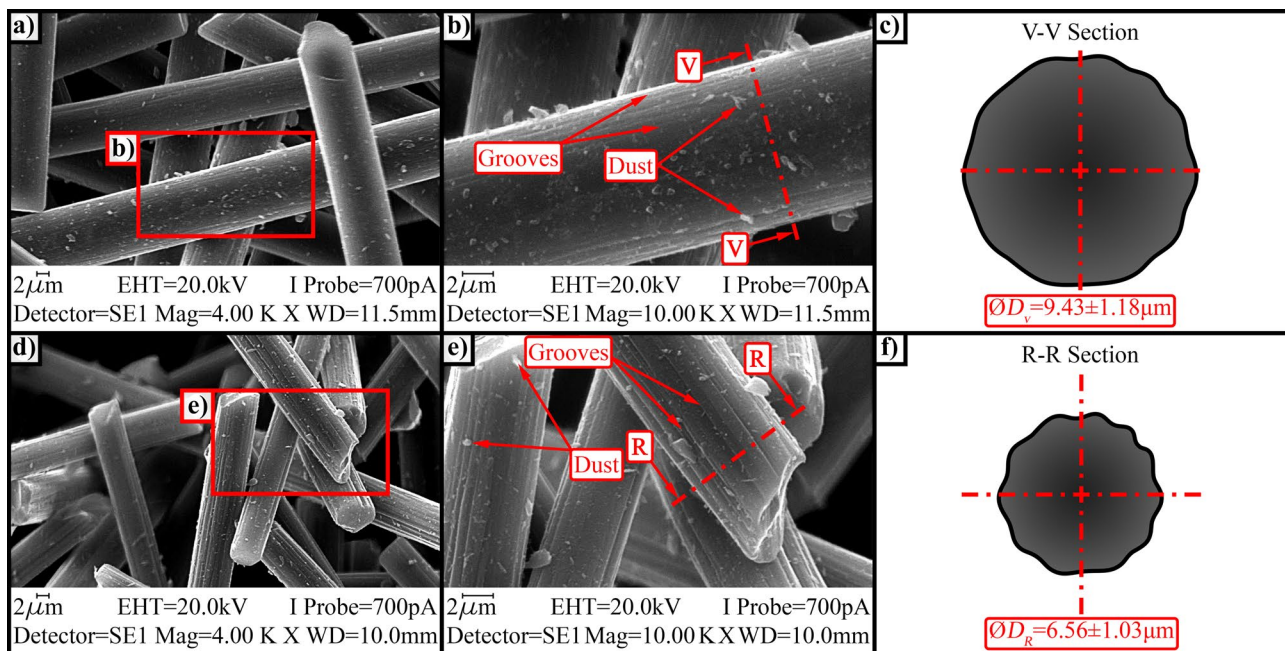 a)
b)
2μm EHT=20.0kV I Probe=700pA
Detector=SE1 Mag=4.00 K X WD=11.5mm
b)
V
Grooves
Dust
V
2μm EHT=20.0kV I Probe=700pA
Detector=SE1 Mag=10.00 K X WD=11.5mm
c)
V-V Section
ØDv=9.43±1.18μm
d)
e)
2μm EHT=20.0kV I Probe=700pA
Detector=SE1 Mag=4.00 K X WD=10.0mm
e)
Grooves
R
R
Dust
2μm EHT=20.0kV I Probe=700pA
Detector=SE1 Mag=10.00 K X WD=10.0mm
f)
R-R Section
ØDR=6.56±1.03μm